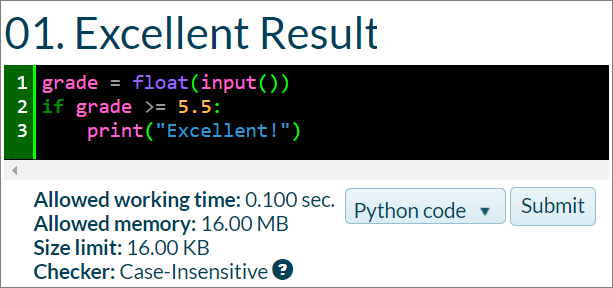 01. Excellent Result
1 grade = float(input())
2 if grade >= 5.5:
3     print("Excellent!")
Allowed working time: 0.100 sec.
Allowed memory: 16.00 MB
Size limit: 16.00 KB
Checker: Case-Insensitive ?
Python code ▼
Submit